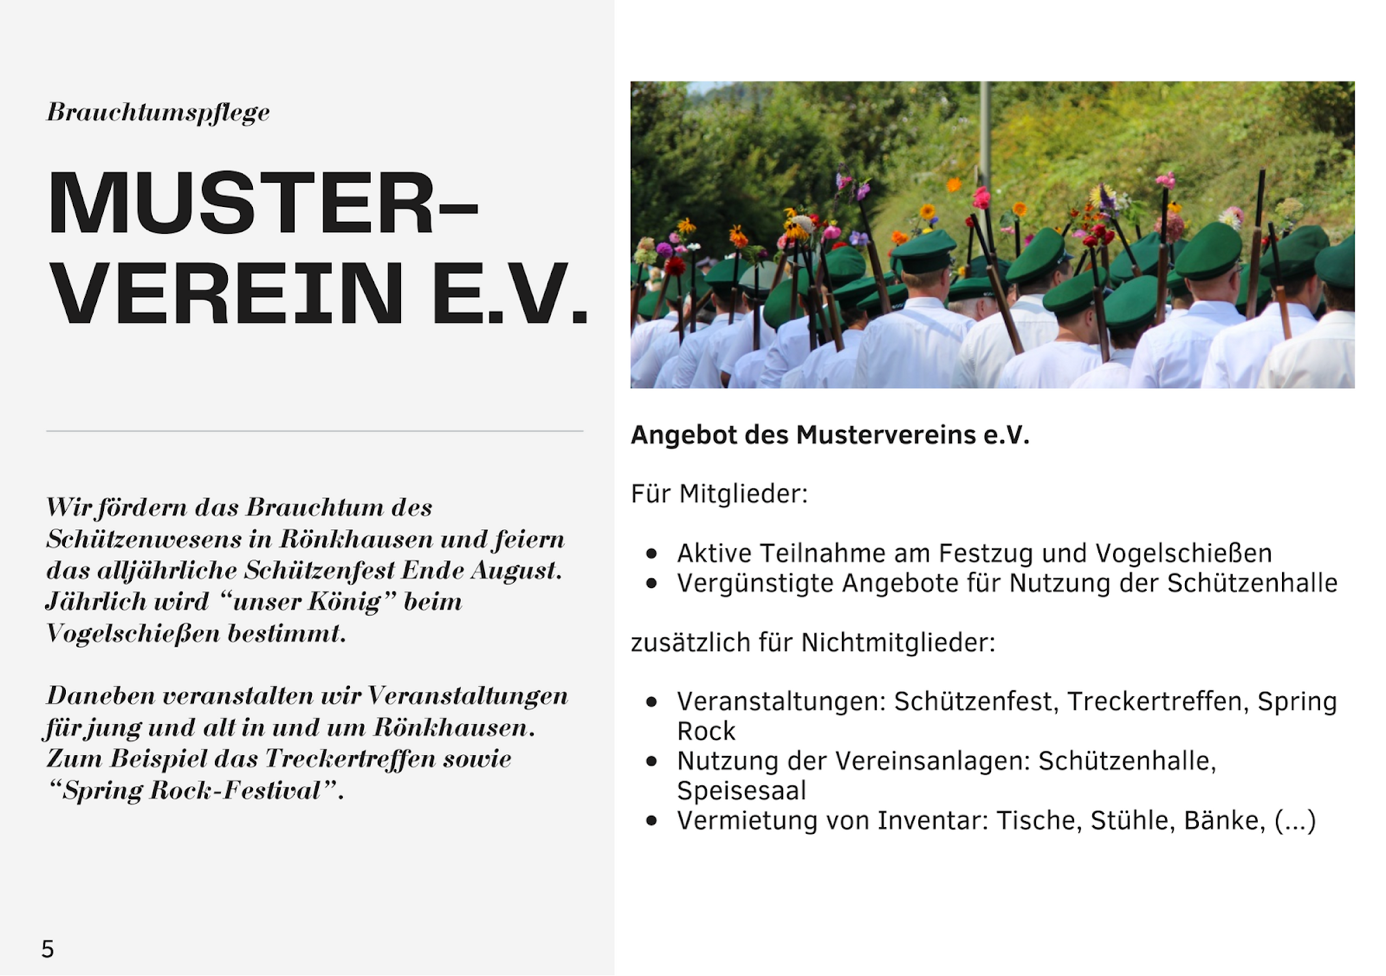 Brauchtumspflege
MUSTER–
VEREIN E.V.
Wir fördern das Brauchtum des
Schützenwesens in Rönkhausen und feiern
das alljährliche Schützenfest Ende August.
Jährlich wird “unser König” beim
Vogelschießen bestimmt.
Daneben veranstalten wir Veranstaltungen
für jung und alt in und um Rönkhausen.
Zum Beispiel das Treckertreffen sowie
“Spring Rock-Festival”.
5
Angebot des Mustervereins e.V.
Für Mitglieder:
• Aktive Teilnahme am Festzug und Vogelschießen
• Vergünstigte Angebote für Nutzung der Schützenhalle
zusätzlich für Nichtmitglieder:
• Veranstaltungen: Schützenfest, Treckertreffen, Spring
Rock
• Nutzung der Vereinsanlagen: Schützenhalle,
Speisesaal
• Vermietung von Inventar: Tische, Stühle, Bänke, (...)